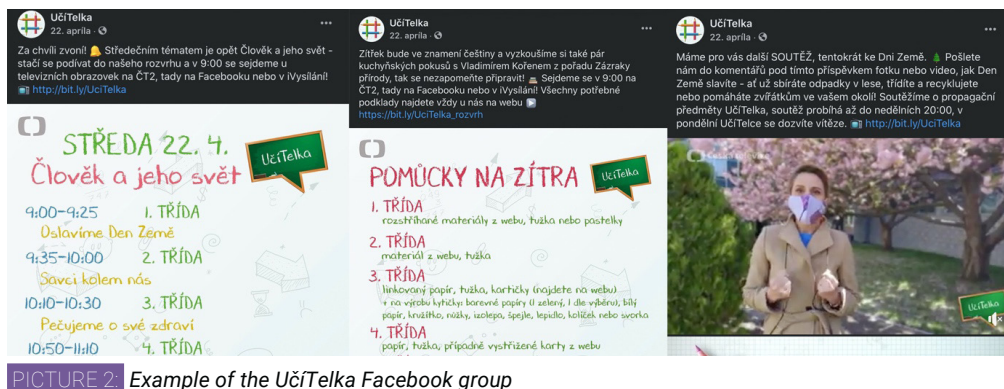 UčíTelka
22. apríla
Za chvíli zvoní! 🔔 Středečním tématem je opět Člověk a jeho svět -
stačí se podívat do našeho rozvrhu a v 9:00 se sejdeme u
televizních obrazovek na ČT2, tady na Facebooku nebo v iVysílání!
📺 http://bit.ly/UciTelka
STŘEDA 22. 4.
Člověk a jeho svět
UčíTelka
9:00-9:25 1. TŘÍDA
Oslavíme Den Země
9:35-10:00 2. TŘÍDA
Savci kolem nás
10:10-10:30 3. TŘÍDA
Pečujeme o své zdraví
10:50-11:10 4. TŘÍDA
UčíTelka
22. apríla
Zítřek bude ve znamení češtiny a vyzkoušíme si také pár
kuchyňských pokusů s Vladimírem Kořenem z pořadu Zázraky
přírody, tak se nezapomeňte připravit! Sejdeme se v 9:00 na
ČT2, tady na Facebooku nebo v iVysílání! Všechny potřebné
podklady najdete vždy u nás na webu ▶️
https://bit.ly/UciTelka_rozvrh
POMŮCKY NA ZÍTRA
UčíTelka
1. TŘÍDA
rozstříhané materiály z webu, tužka nebo pastelky
2. TŘÍDA
materiál z webu, tužka
3. TŘÍDA
linkovaný papír, tužka, kartičky (najdete na webu)
+ na výrobu kytičky: barevné papíry (1 zelený, 1 dle výběru), bílý
papír, kružítko, nůžky, izolepa, špejle, lepidlo, kolíček nebo svorka
4. TŘÍDA
papír, tužka, případně vystřižené karty z webu
UčíTelka
22. apríla
Máme pro vás další SOUTĚŽ, tentokrát ke Dni Země. 🌲 Pošlete
nám do komentářů pod tímto příspěvkem fotku nebo video, jak Den
Země slavíte - ať už sbíráte odpadky v lese, třídíte a recyklujete
nebo pomáháte zvířátkům ve vašem okolí! Soutěžíme o propagační
předměty UčíTelka, soutěž probíhá až do nedělních 20:00, v
pondělní UčíTelce se dozvíte vítěze. 📺 http://bit.ly/UciTelka
UčíTelka
PICTURE 2: Example of the UčíTelka Facebook group